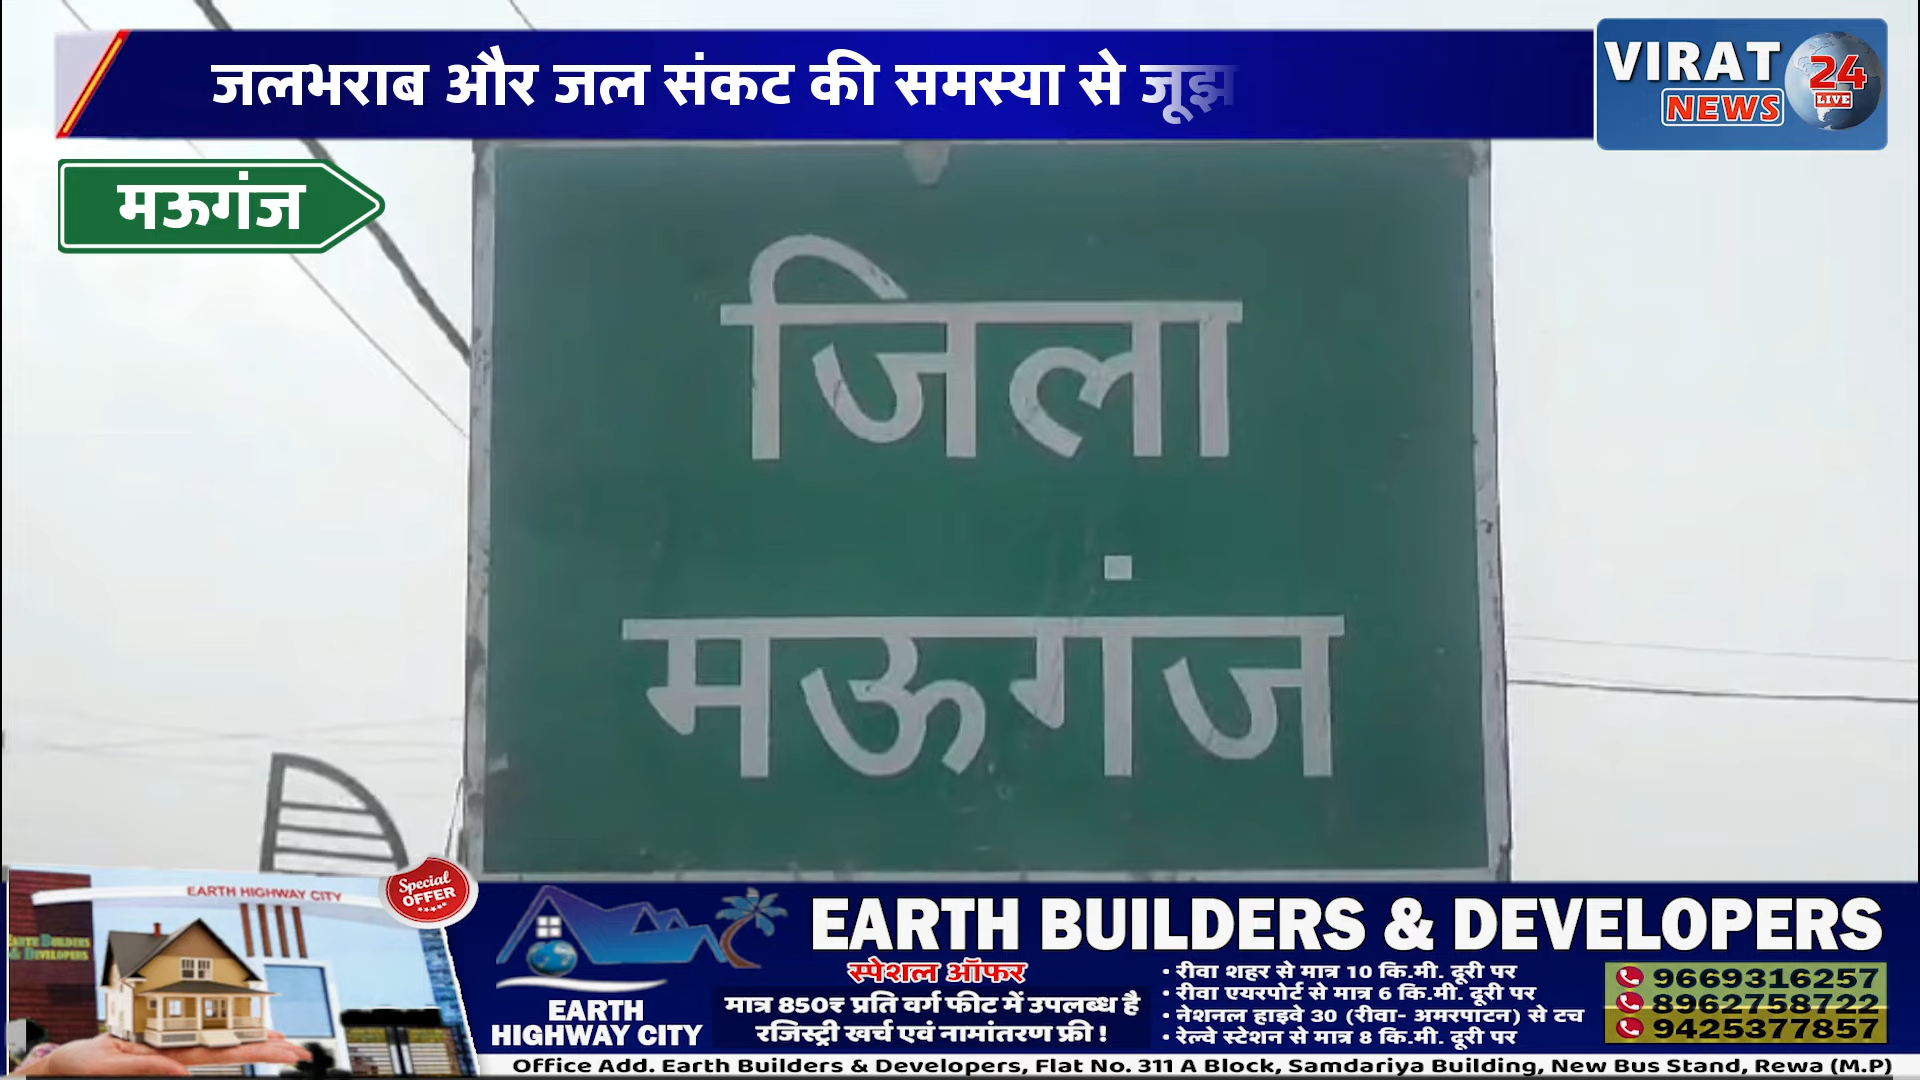 जलभराब और जल संकट की समस्या से जूझ
VIRAT
NEWS
24
LIVE
मऊगंज
जिला
मऊगंज
EARTH HIGHWAY CITY
Special
OFFER
EARTH BUILDERS
& DEVELOPERS
EARTH
HIGHWAY CITY
EARTH BUILDERS & DEVELOPERS
स्पेशल ऑफर
मात्र 850₹ प्रति वर्ग फीट में उपलब्ध है
रजिस्ट्री खर्च एवं नामांतरण फ्री !
• रीवा शहर से मात्र 10 कि.मी. दूरी पर
• रीवा एयरपोर्ट से मात्र 6 कि.मी. दूरी पर
• नेशनल हाइवे 30 (रीवा- अमरपाटन) से टच
• रेल्वे स्टेशन से मात्र 8 कि.मी. दूरी पर
9669316257
8962758722
9425377857
Office Add. Earth Builders & Developers, Flat No. 311 A Block, Samdariya Building, New Bus Stand, Rewa (M.P)